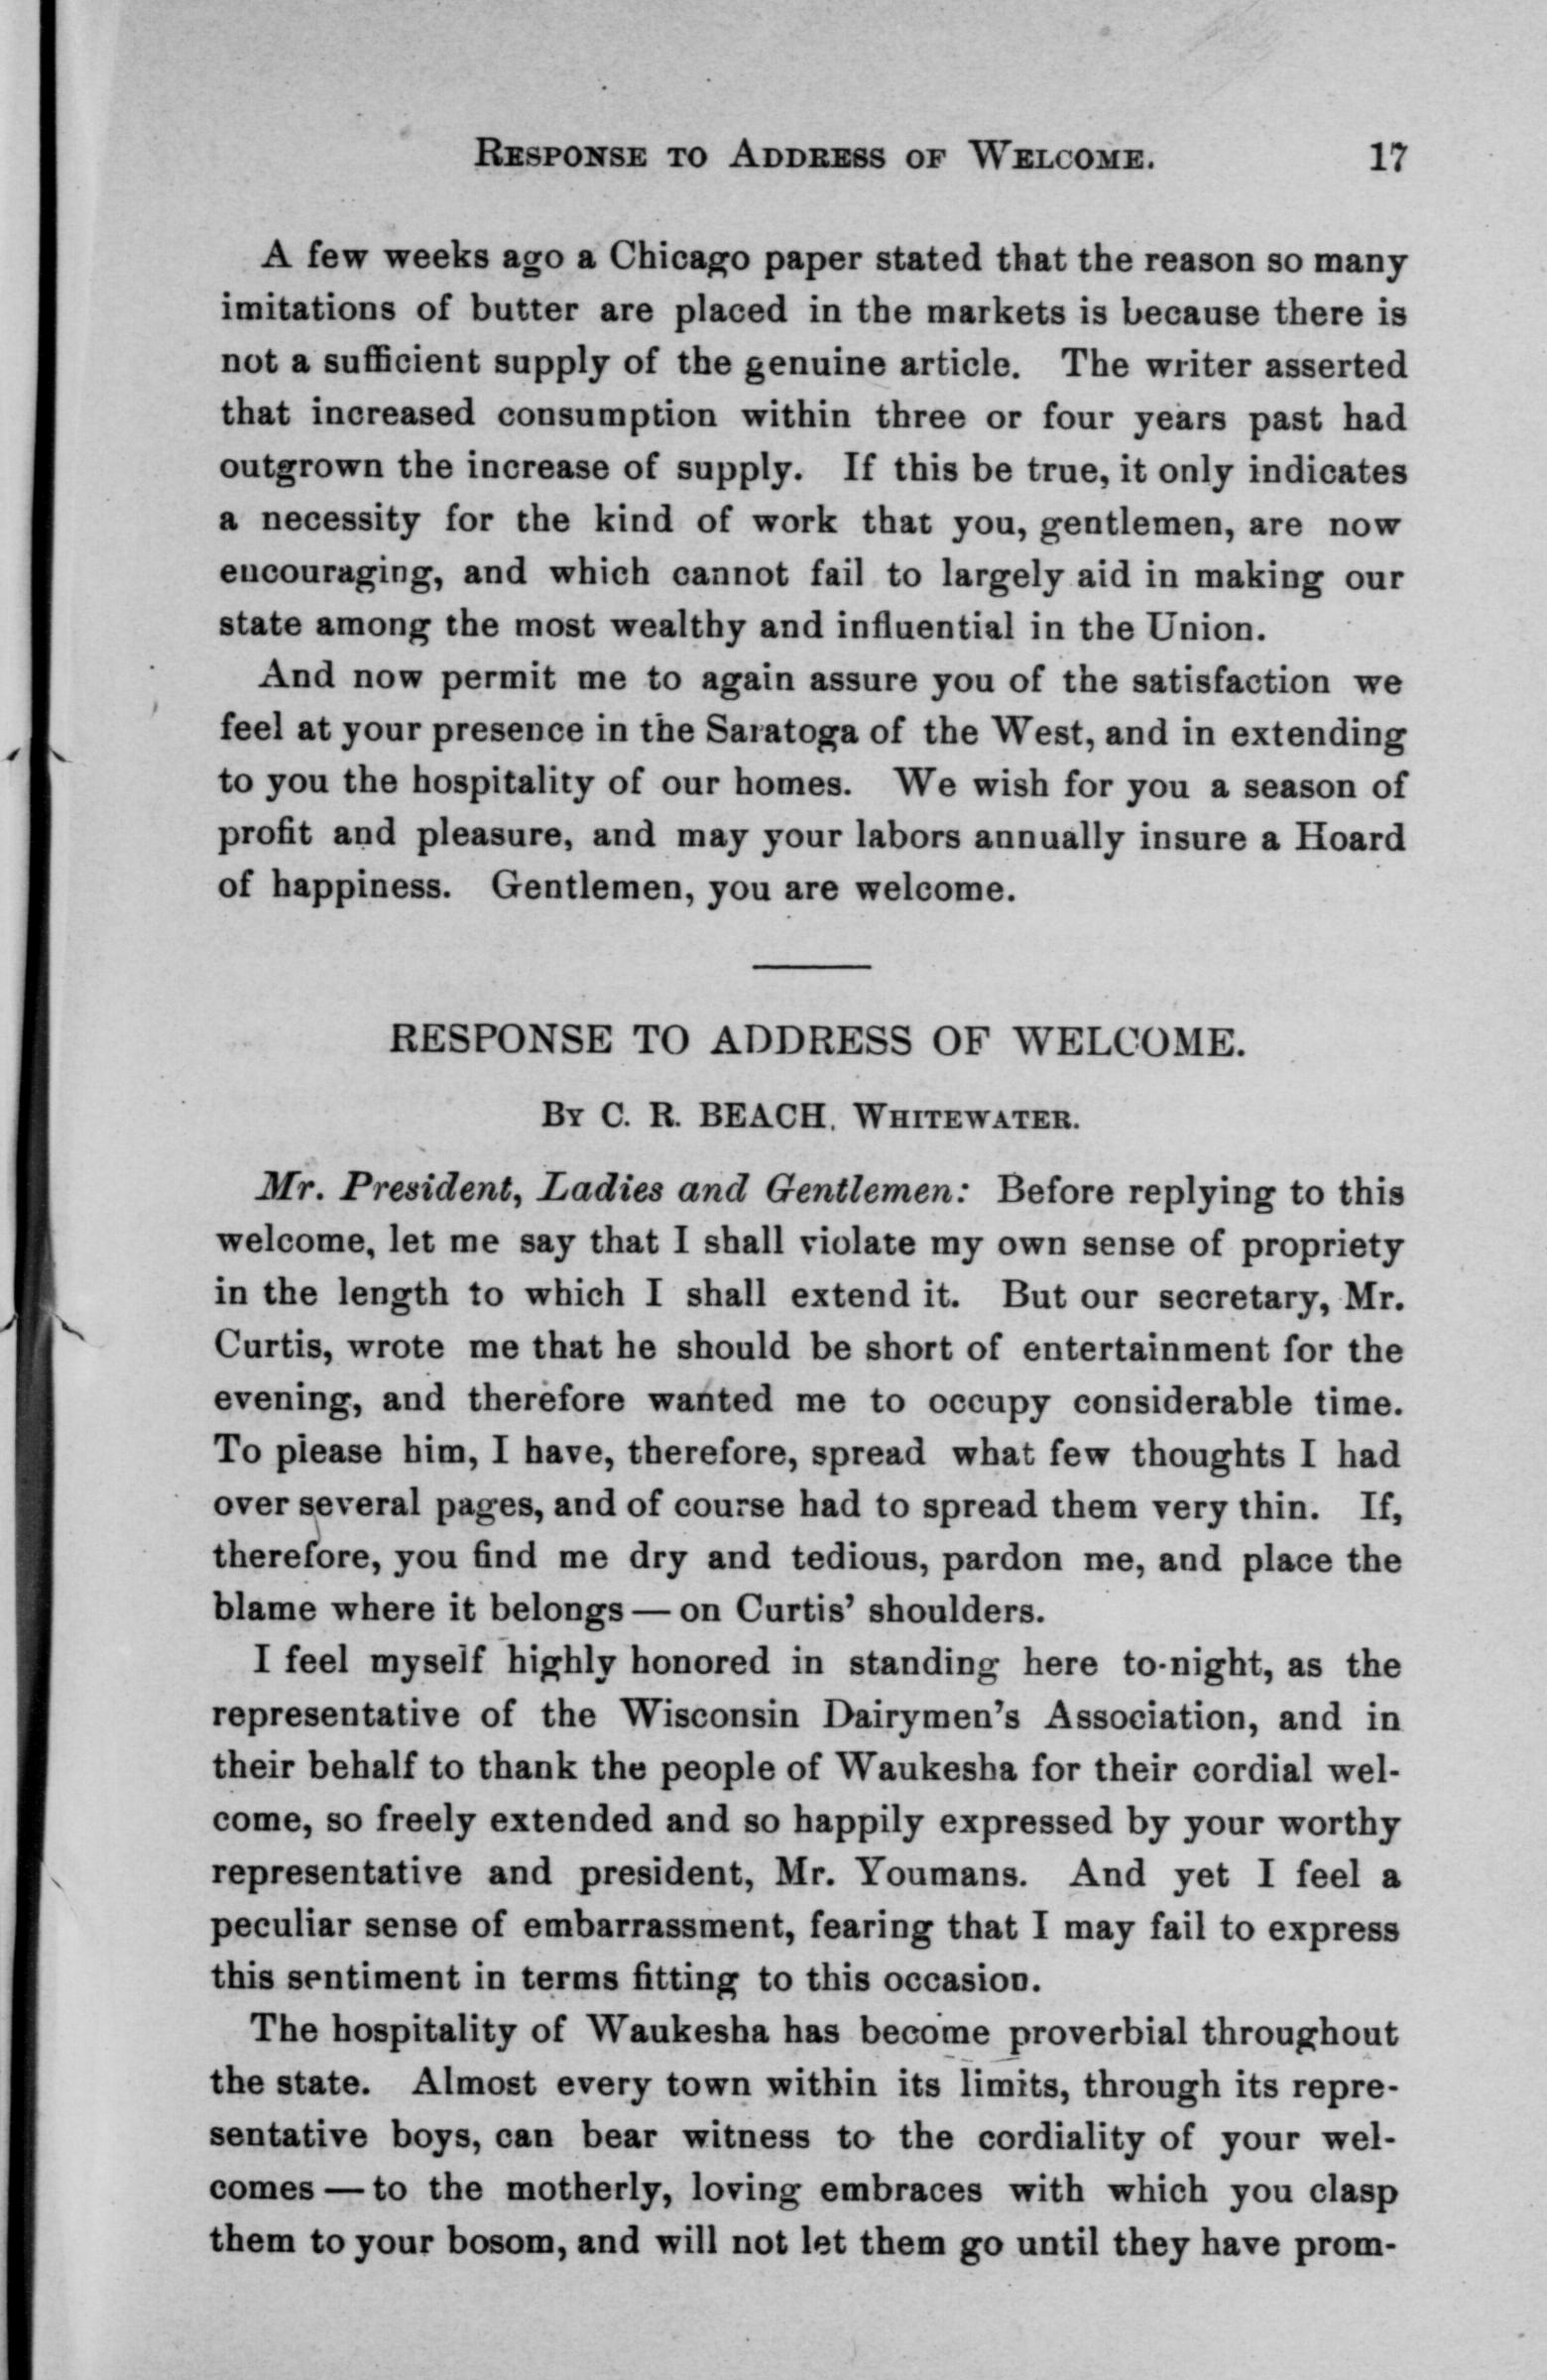 RESPONSE TO ADDRESS OF WELCOME. 17
A few weeks ago a Chicago paper stated that the reason so many
imitations of butter are placed in the markets is because there is
not a sufficient supply of the genuine article. The writer asserted
that increased consumption within three or four years past had
outgrown the increase of supply. If this be true, it only indicates
a necessity for the kind of work that you, gentlemen, are now
encouraging, and which cannot fail to largely aid in making our
state among the most wealthy and influential in the Union.
And now permit me to again assure you of the satisfaction we
feel at your presence in the Saratoga of the West, and in extending
to you the hospitality of our homes. We wish for you a season of
profit and pleasure, and may your labors annually insure a Hoard
of happiness. Gentlemen, you are welcome.
RESPONSE TO ADDRESS OF WELCOME.
BY C. R. BEACH, WHITEWATER.
Mr. President, Ladies and Gentlemen: Before replying to this
welcome, let me say that I shall violate my own sense of propriety
in the length to which I shall extend it. But our secretary, Mr.
Curtis, wrote me that he should be short of entertainment for the
evening, and therefore wanted me to occupy considerable time.
To please him, I have, therefore, spread what few thoughts I had
over several pages, and of course had to spread them very thin. If,
therefore, you find me dry and tedious, pardon me, and place the
blame where it belongs — on Curtis' shoulders.
I feel myself highly honored in standing here to-night, as the
representative of the Wisconsin Dairymen's Association, and in
their behalf to thank the people of Waukesha for their cordial wel-
come, so freely extended and so happily expressed by your worthy
representative and president, Mr. Youmans. And yet I feel a
peculiar sense of embarrassment, fearing that I may fail to express
this sentiment in terms fitting to this occasion.
The hospitality of Waukesha has become proverbial throughout
the state. Almost every town within its limits, through its repre-
sentative boys, can bear witness to the cordiality of your wel-
comes — to the motherly, loving embraces with which you clasp
them to your bosom, and will not let them go until they have prom-